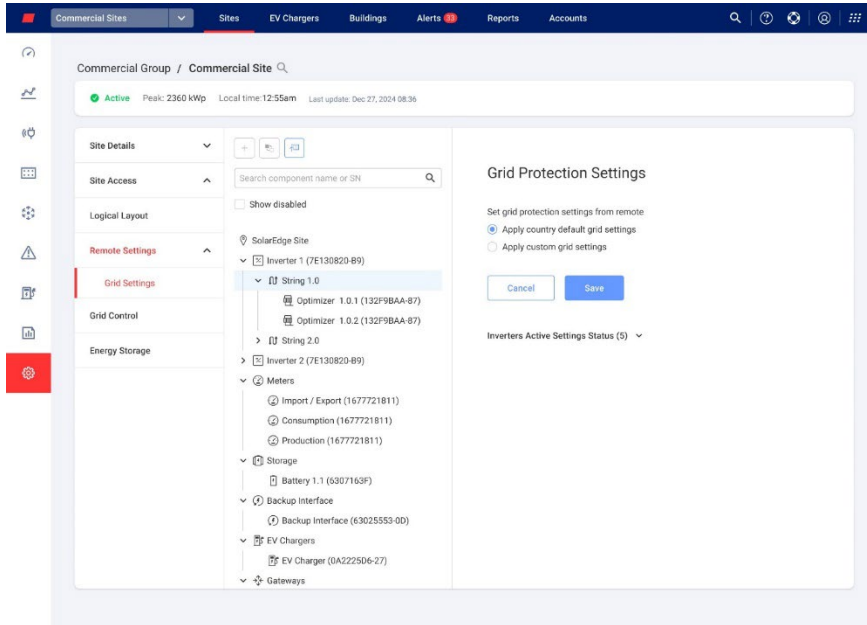 Commercial Sites
Sites
EV Chargers
Buildings
Alerts 33
Reports
Accounts
Commercial Group / Commercial Site
Active Peak: 2360 kWp Local time:12:55am Last update: Dec 27, 2024 08:36
Site Details
Site Access
Logical Layout
Remote Settings
Grid Settings
Grid Control
Energy Storage
Search component name or SN
Show disabled
SolarEdge Site
Inverter 1 (7E130820-B9)
String 1.0
Optimizer 1.0.1 (132F9BAA-87)
Optimizer 1.0.2 (132F9BAA-87)
String 2.0
Inverter 2 (7E130820-B9)
Meters
Import / Export (1677721811)
Consumption (1677721811)
Production (1677721811)
Storage
Battery 1.1 (6307163F)
Backup Interface
Backup Interface (63025553-0D)
EV Chargers
EV Charger (0A2225D6-27)
Gateways
Grid Protection Settings
Set grid protection settings from remote
Apply country default grid settings
Apply custom grid settings
Cancel
Save
Inverters Active Settings Status (5)